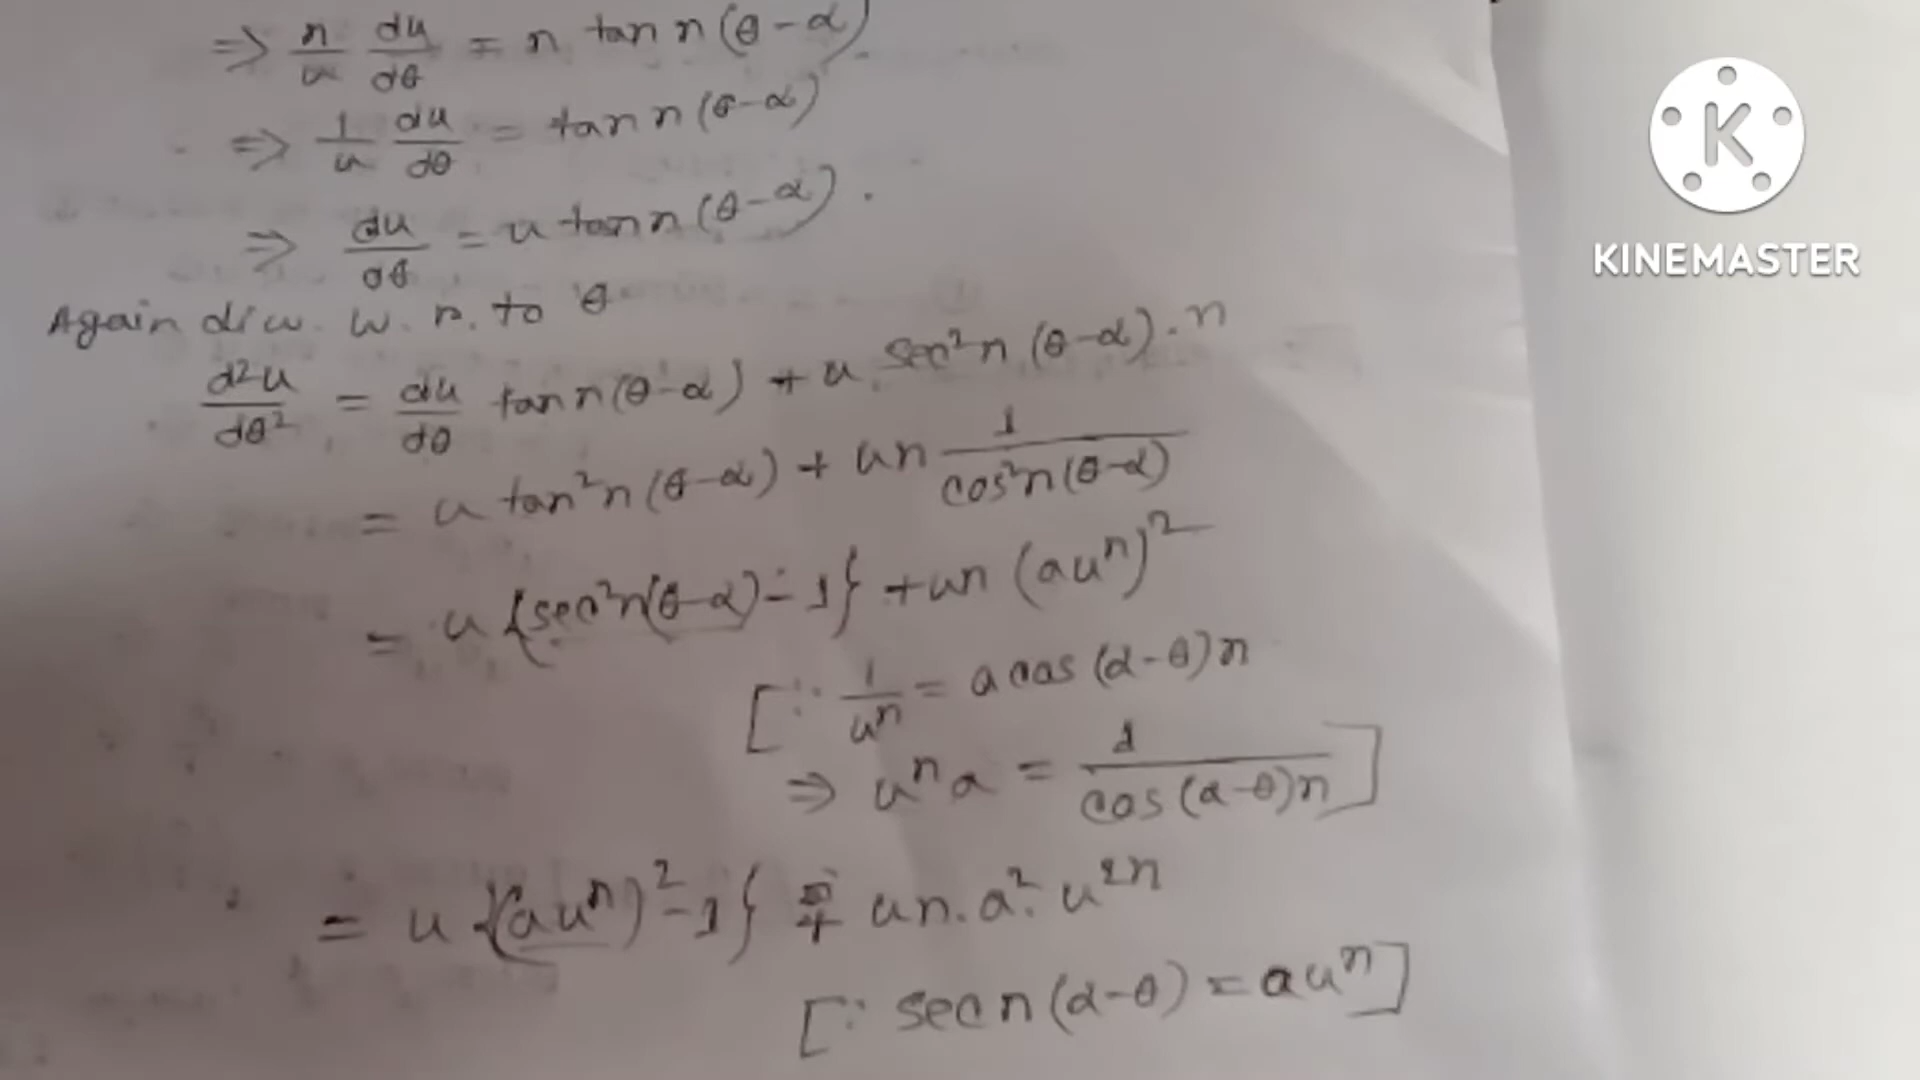 ⇒ n/u du/dθ = n tan n(θ-α)
⇒ 1/u du/dθ = tan n(θ-α)
⇒ du/dθ = u tan n(θ-α).
Again diw. w. r. to θ
d²u/dθ² = du/dθ tan n(θ-α) + u sec²n(θ-α).n
= u tan²n(θ-α) + un 1/cos²n(θ-α)
= u {sec²n(θ-α)-1} + un (auⁿ)²
[∵ 1/uⁿ = a cos(α-θ)n
⇒ uⁿa = 1/cos(α-θ)n]
= u {(auⁿ)²-1} + un.a².u²ⁿ
[∵ sec n(α-θ) = auⁿ]
K
KINEMASTER